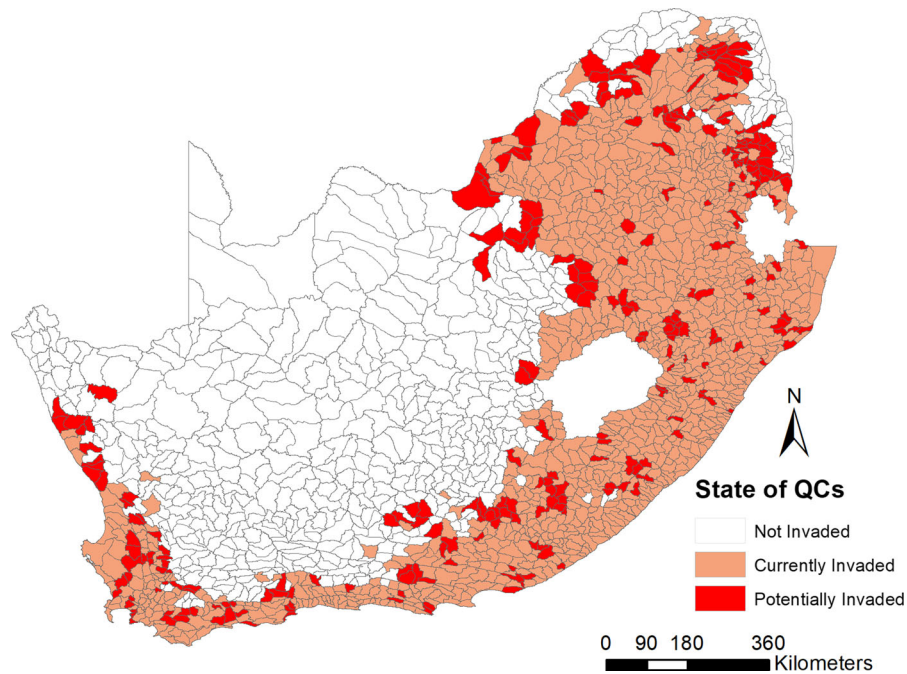 N
State of QCs
Not Invaded
Currently Invaded
Potentially Invaded
0 90 180 360
Kilometers